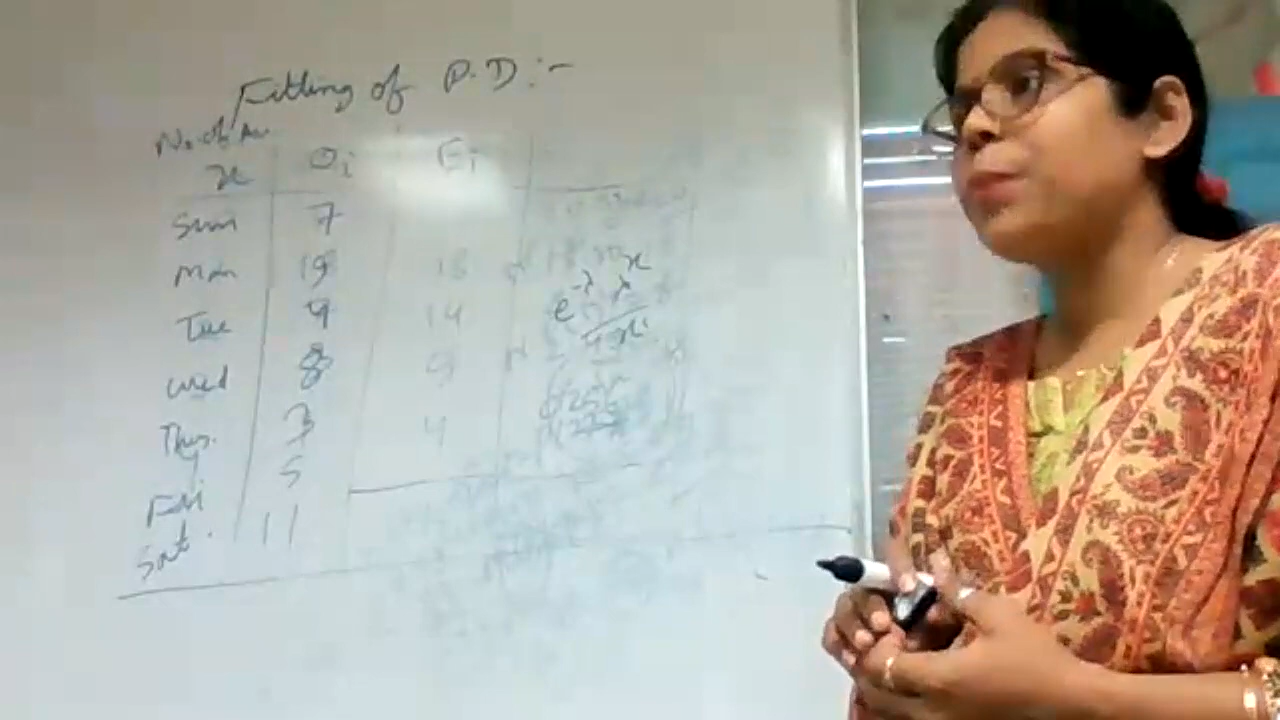 Fitting of P.D:-
No. of Acc
x Oi Ei
Sun 7
Mon 19 18
Tue 9 14 e^-λ λ^x / x!
Wed 8 9
Thus. 3 4
Fri 5
Sat. 11